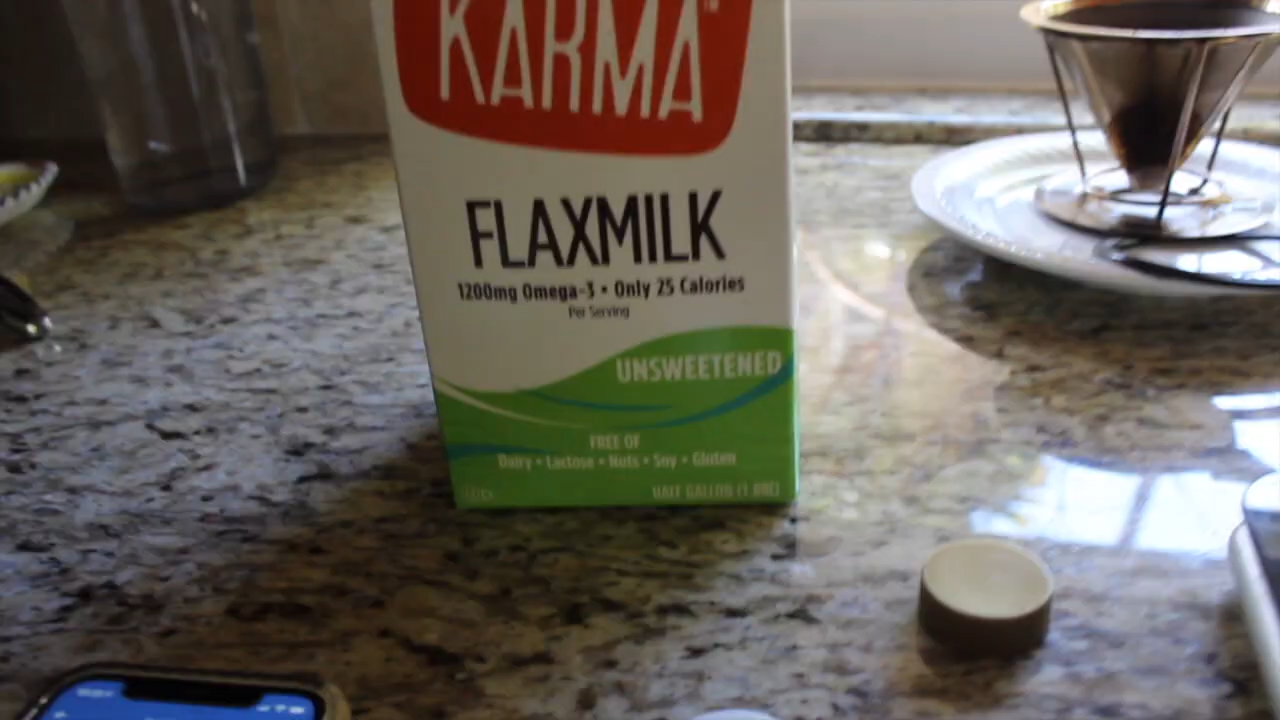 KARMA™
FLAXMILK
1200mg Omega-3 • Only 25 Calories
Per Serving
UNSWEETENED
FREE OF
Dairy • Lactose • Nuts • Soy • Gluten
HALF GALLON (1.89L)